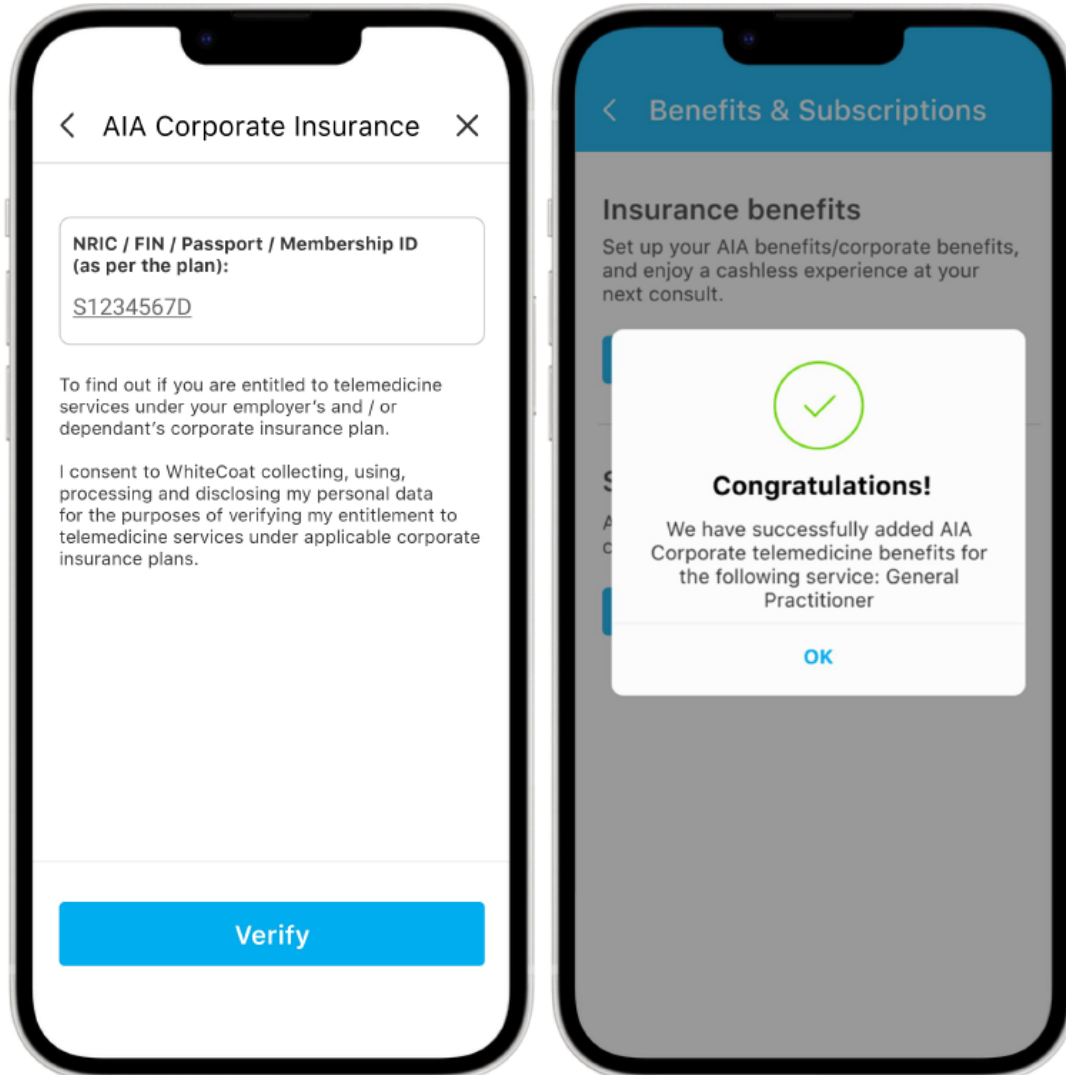 AIA Corporate Insurance
NRIC / FIN / Passport / Membership ID
(as per the plan):
S1234567D
To find out if you are entitled to telemedicine
services under your employer's and / or
dependant's corporate insurance plan.
I consent to WhiteCoat collecting, using,
processing and disclosing my personal data
for the purposes of verifying my entitlement to
telemedicine services under applicable corporate
insurance plans.
Verify
Benefits & Subscriptions
Insurance benefits
Set up your AIA benefits/corporate benefits,
and enjoy a cashless experience at your
next consult.
Congratulations!
We have successfully added AIA
Corporate telemedicine benefits for
the following service: General
Practitioner
OK